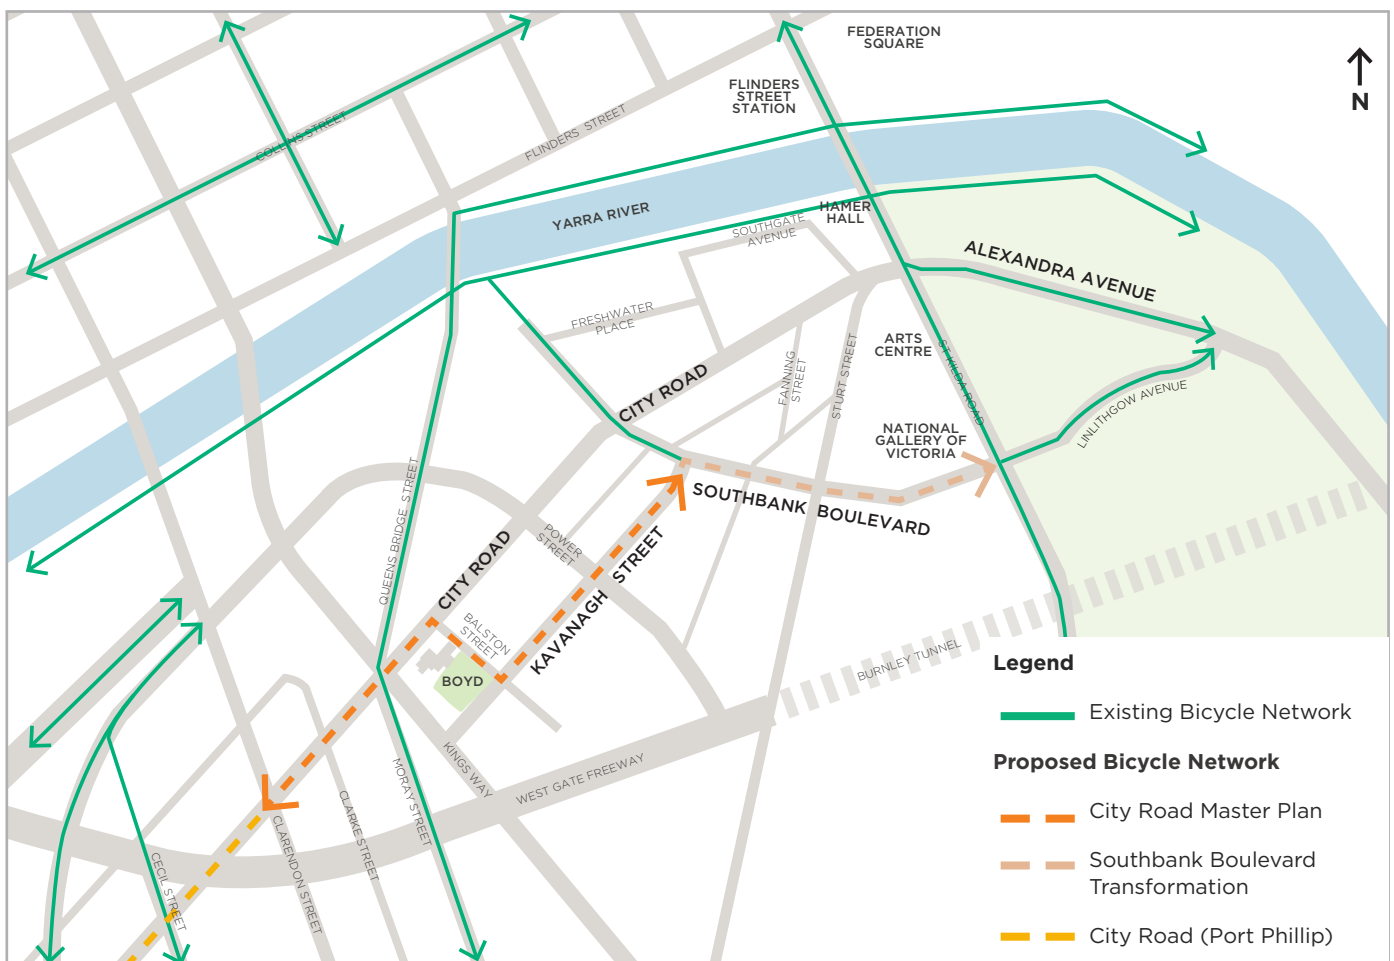 FEDERATION
SQUARE
N
FLINDERS
STREET
STATION
COLLINS STREET
FLINDERS STREET
YARRA RIVER
HAMER
HALL
SOUTHGATE
AVENUE
ALEXANDRA AVENUE
FRESHWATER
PLACE
ARTS
CENTRE
ST KILDA ROAD
FANNING
STREET
STURT STREET
CITY ROAD
LINLITHGOW AVENUE
NATIONAL
GALLERY OF
VICTORIA
SOUTHBANK BOULEVARD
QUEENS BRIDGE STREET
POWER
STREET
CITY ROAD
KAVANAGH STREET
BALSTON
STREET
BOYD
BURNLEY TUNNEL
KINGS WAY
WEST GATE FREEWAY
MORAY STREET
CLARKE STREET
CLARENDON STREET
CECIL STREET
Legend
Existing Bicycle Network
Proposed Bicycle Network
City Road Master Plan
Southbank Boulevard
Transformation
City Road (Port Phillip)